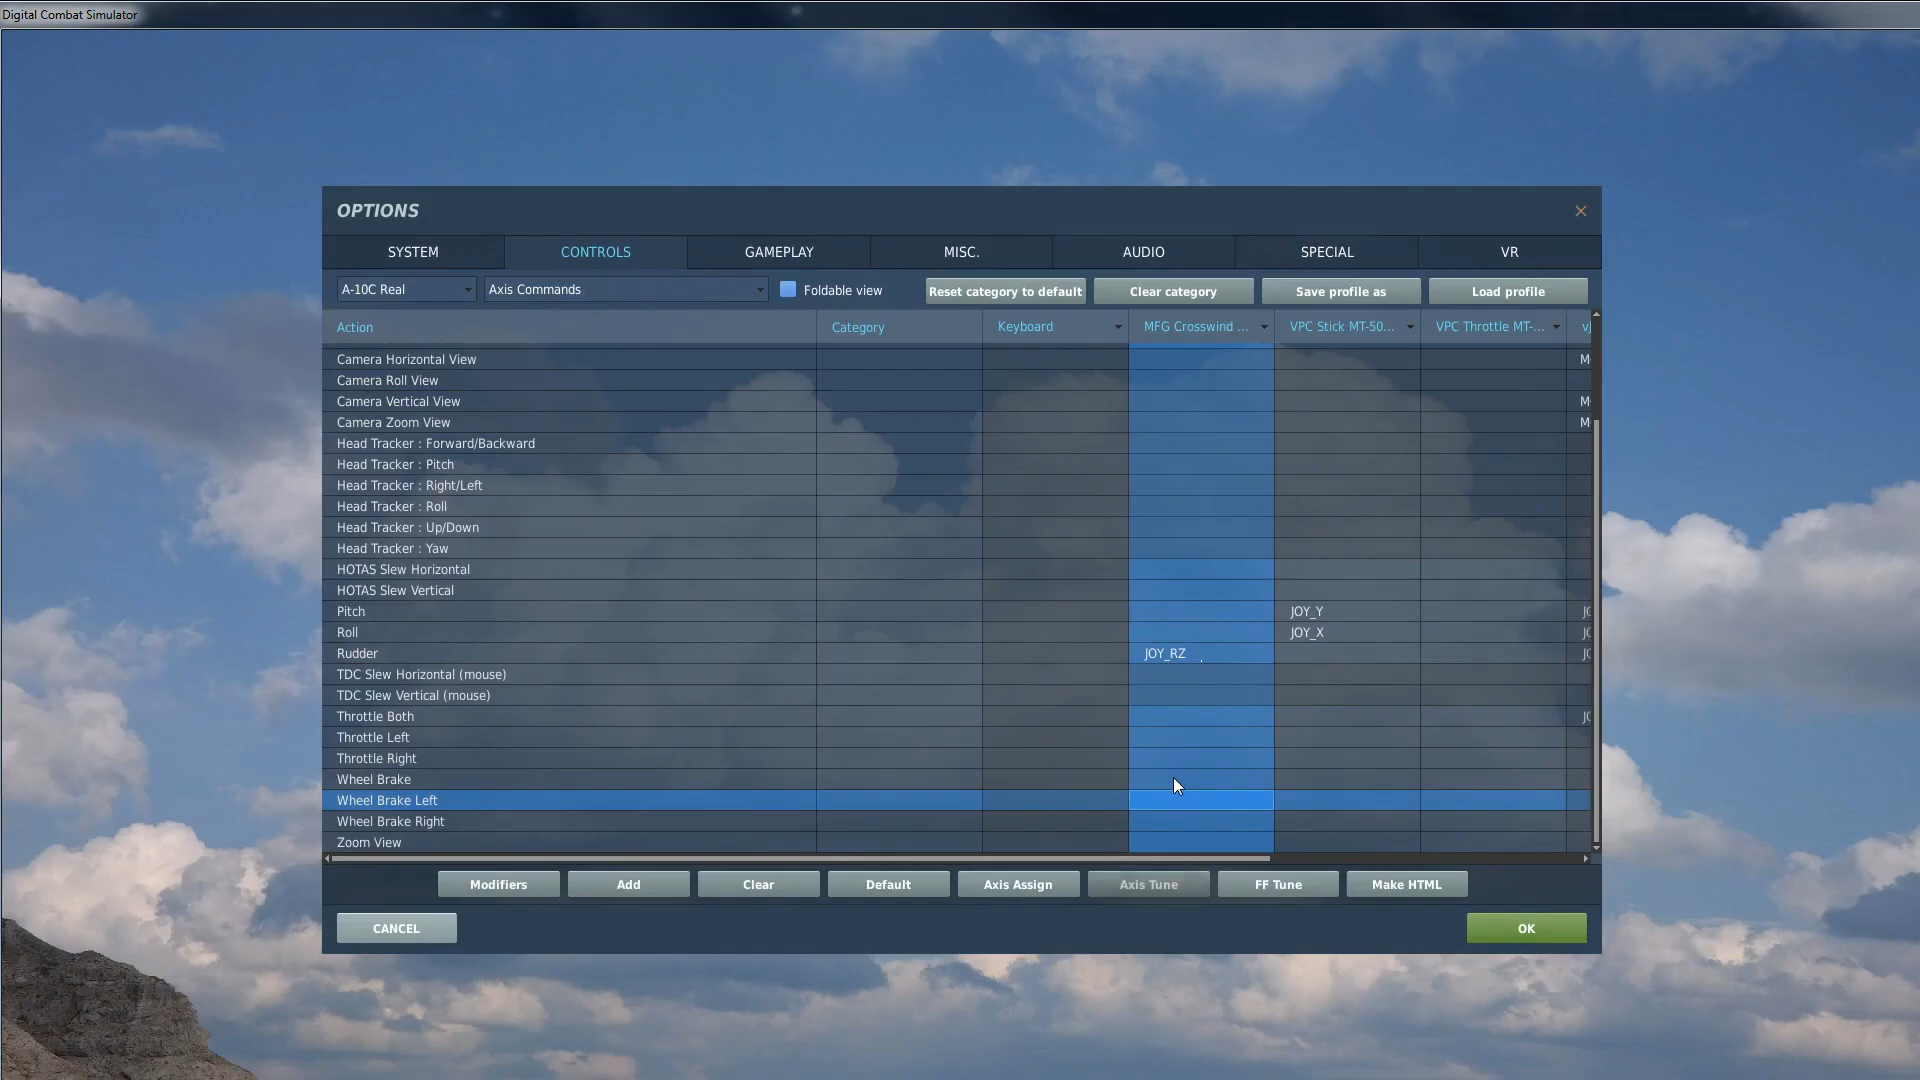 Digital Combat Simulator
OPTIONS
SYSTEM CONTROLS GAMEPLAY MISC. AUDIO SPECIAL VR
A-10C Real Axis Commands Foldable view Reset category to default Clear category Save profile as Load profile
Action Category Keyboard MFG Crosswind ... VPC Stick MT-50... VPC Throttle MT-...
Camera Horizontal View
Camera Roll View
Camera Vertical View
Camera Zoom View
Head Tracker : Forward/Backward
Head Tracker : Pitch
Head Tracker : Right/Left
Head Tracker : Roll
Head Tracker : Up/Down
Head Tracker : Yaw
HOTAS Slew Horizontal
HOTAS Slew Vertical
Pitch JOY_Y
Roll JOY_X
Rudder JOY_RZ
TDC Slew Horizontal (mouse)
TDC Slew Vertical (mouse)
Throttle Both
Throttle Left
Throttle Right
Wheel Brake
Wheel Brake Left
Wheel Brake Right
Zoom View
Modifiers Add Clear Default Axis Assign Axis Tune FF Tune Make HTML
CANCEL OK